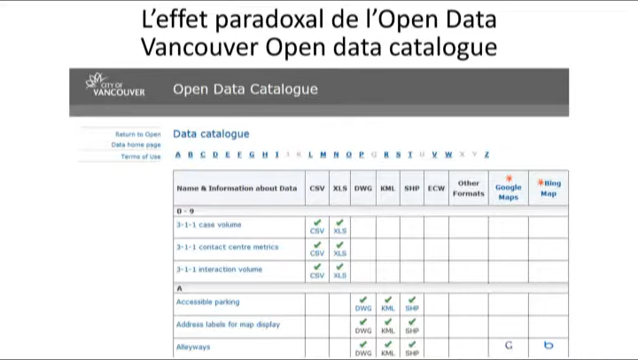 L’effet paradoxal de l’Open Data
Vancouver Open data catalogue
CITY OF
VANCOUVER
Open Data Catalogue
Return to Open
Data home page
Terms of Use
Data catalogue
A B C D E F G H I J K L M N O P Q R S T U V W X Y Z
Name & Information about Data CSV XLS DWG KML SHP ECW Other Formats Google Maps Bing Map
0 - 9
3-1-1 case volume CSV XLS
3-1-1 contact centre metrics CSV XLS
3-1-1 interaction volume CSV XLS
A
Accessible parking DWG KML SHP
Address labels for map display DWG KML SHP
Alleyways DWG KML SHP G b